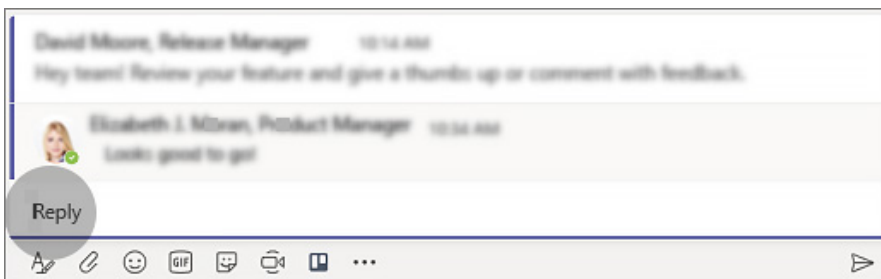 David Moore, Release Manager 10:14 AM
Hey team! Review your feature and give a thumbs up or comment with feedback.
Elizabeth J. Moran, Product Manager 10:34 AM
Looks good to go!
Reply
GIF